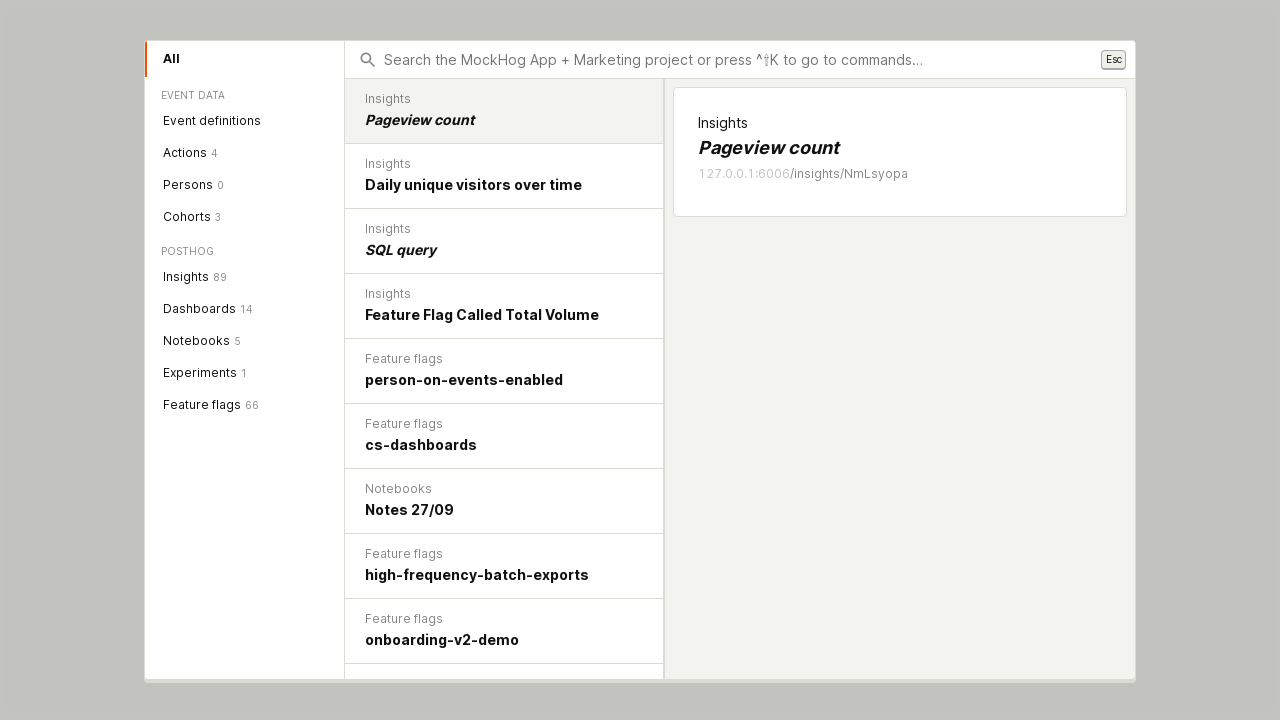 All
EVENT DATA
Event definitions
Actions 4
Persons 0
Cohorts 3
POSTHOG
Insights 89
Dashboards 14
Notebooks 5
Experiments 1
Feature flags 66
Search the MockHog App + Marketing project or press ^⇧K to go to commands…
Esc
Insights
Pageview count
Insights
Daily unique visitors over time
Insights
SQL query
Insights
Feature Flag Called Total Volume
Feature flags
person-on-events-enabled
Feature flags
cs-dashboards
Notebooks
Notes 27/09
Feature flags
high-frequency-batch-exports
Feature flags
onboarding-v2-demo
Insights
Pageview count
127.0.0.1:6006/insights/NmLsyopa